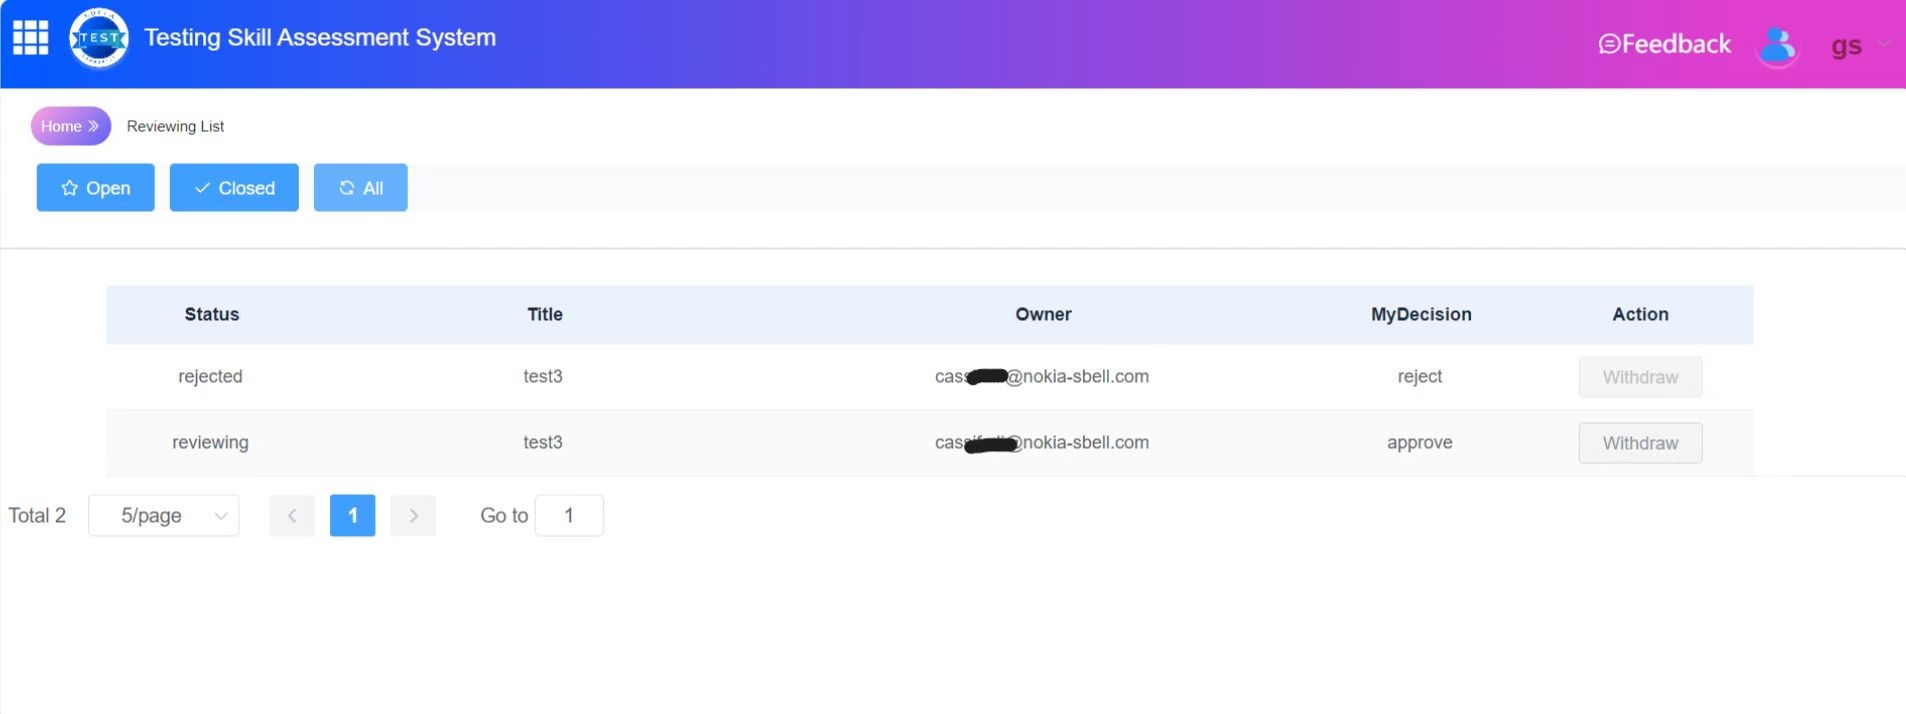 TEST
Testing Skill Assessment System
Feedback
gs
Home
Reviewing List
Open
Closed
All
Status Title Owner MyDecision Action
rejected test3 cas @nokia-sbell.com reject Withdraw
reviewing test3 cas @nokia-sbell.com approve Withdraw
Total 2 5/page 1 Go to 1